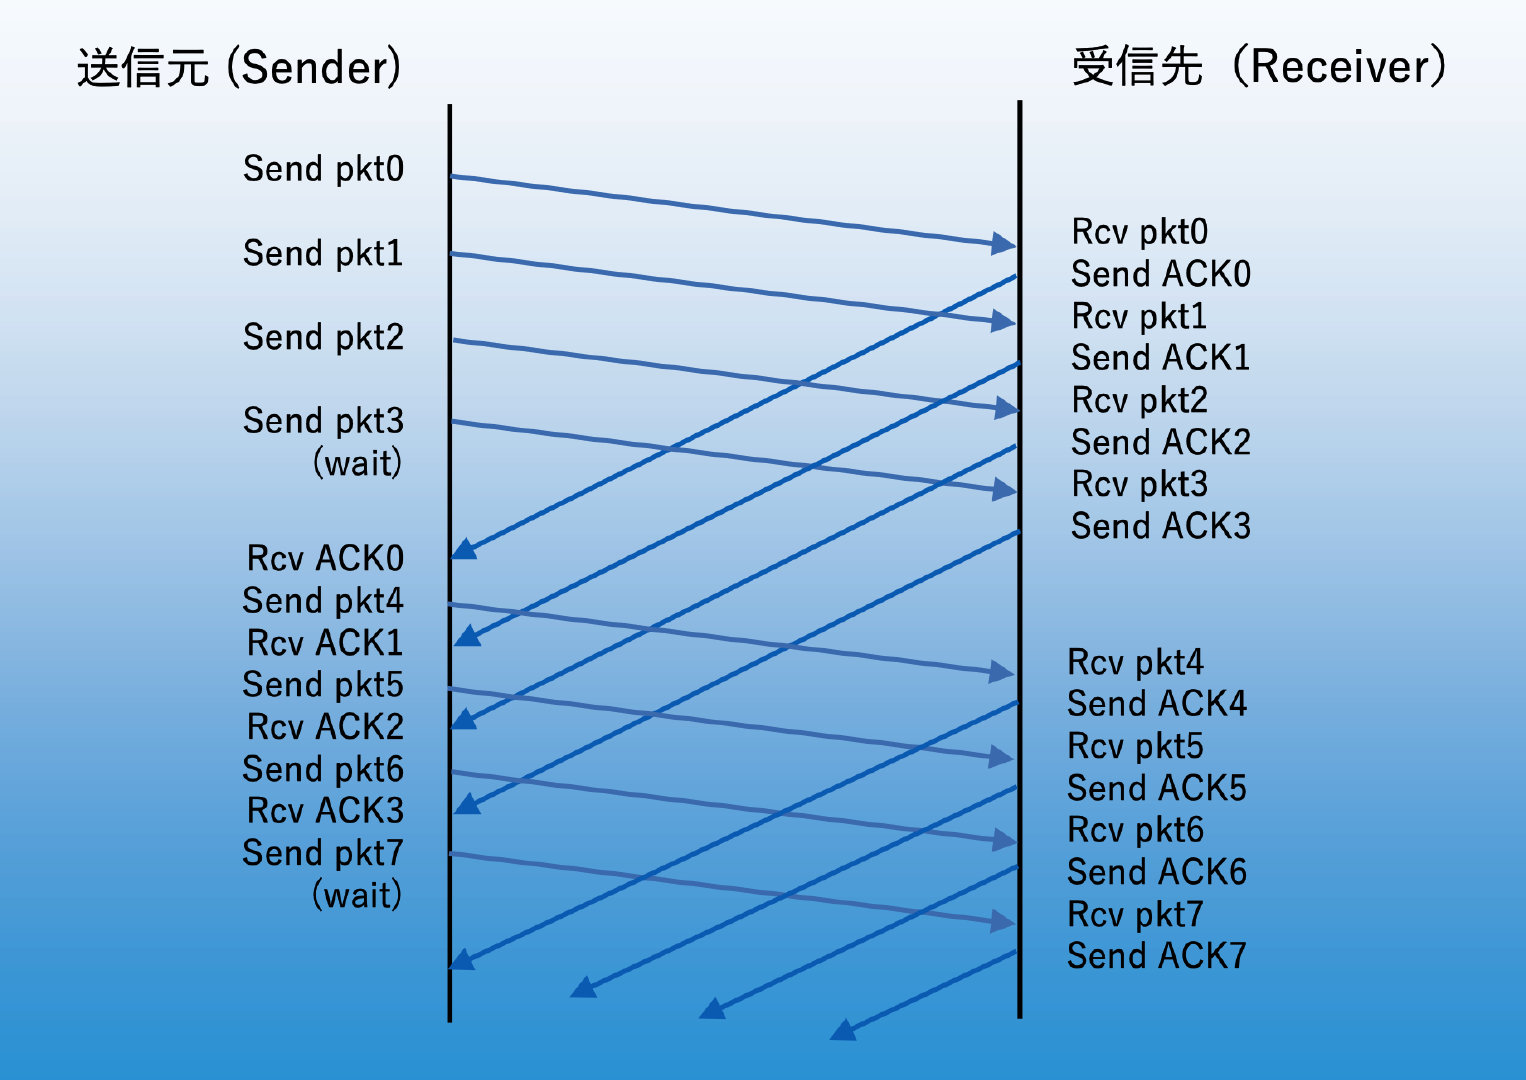 送信元 (Sender)
受信先 (Receiver)
Send pkt0
Send pkt1
Send pkt2
Send pkt3
(wait)
Rcv ACK0
Send pkt4
Rcv ACK1
Send pkt5
Rcv ACK2
Send pkt6
Rcv ACK3
Send pkt7
(wait)
Rcv pkt0
Send ACK0
Rcv pkt1
Send ACK1
Rcv pkt2
Send ACK2
Rcv pkt3
Send ACK3
Rcv pkt4
Send ACK4
Rcv pkt5
Send ACK5
Rcv pkt6
Send ACK6
Rcv pkt7
Send ACK7